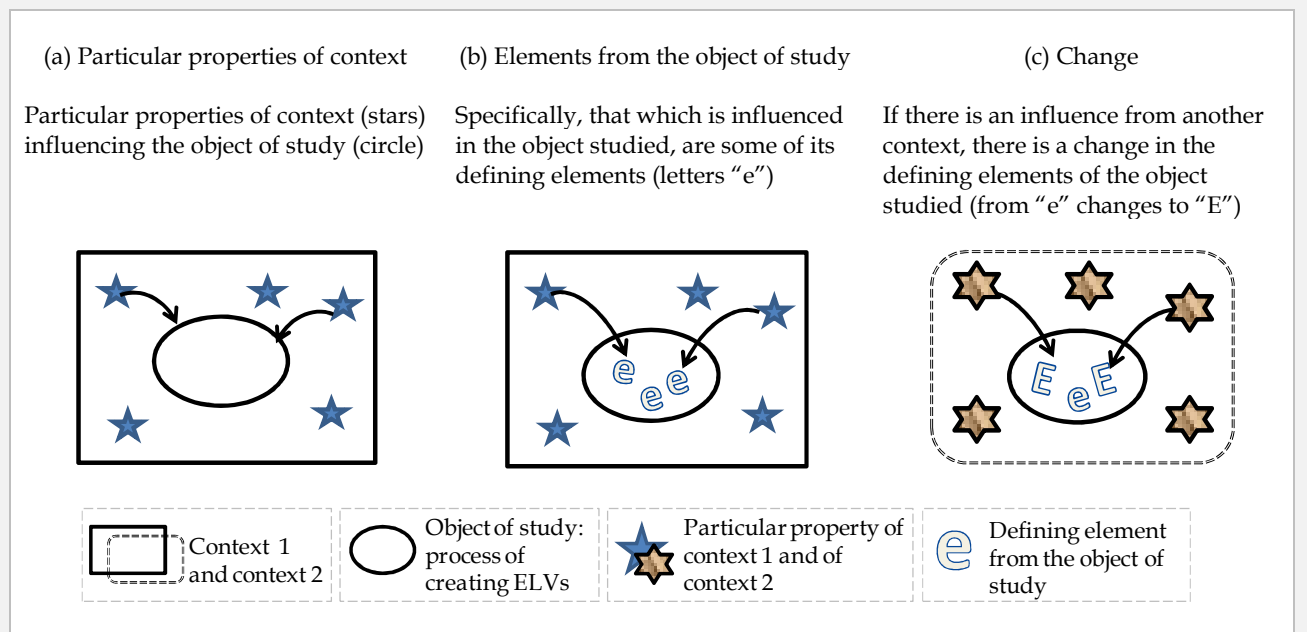 (a) Particular properties of context
Particular properties of context (stars)
influencing the object of study (circle)
(b) Elements from the object of study
Specifically, that which is influenced
in the object studied, are some of its
defining elements (letters “e”)
(c) Change
If there is an influence from another
context, there is a change in the
defining elements of the object
studied (from “e” changes to “E”)
e
e
e
E
e
E
Context 1
and context 2
Object of study:
process of
creating ELVs
Particular property of
context 1 and of
context 2
e
Defining element
from the object of
study